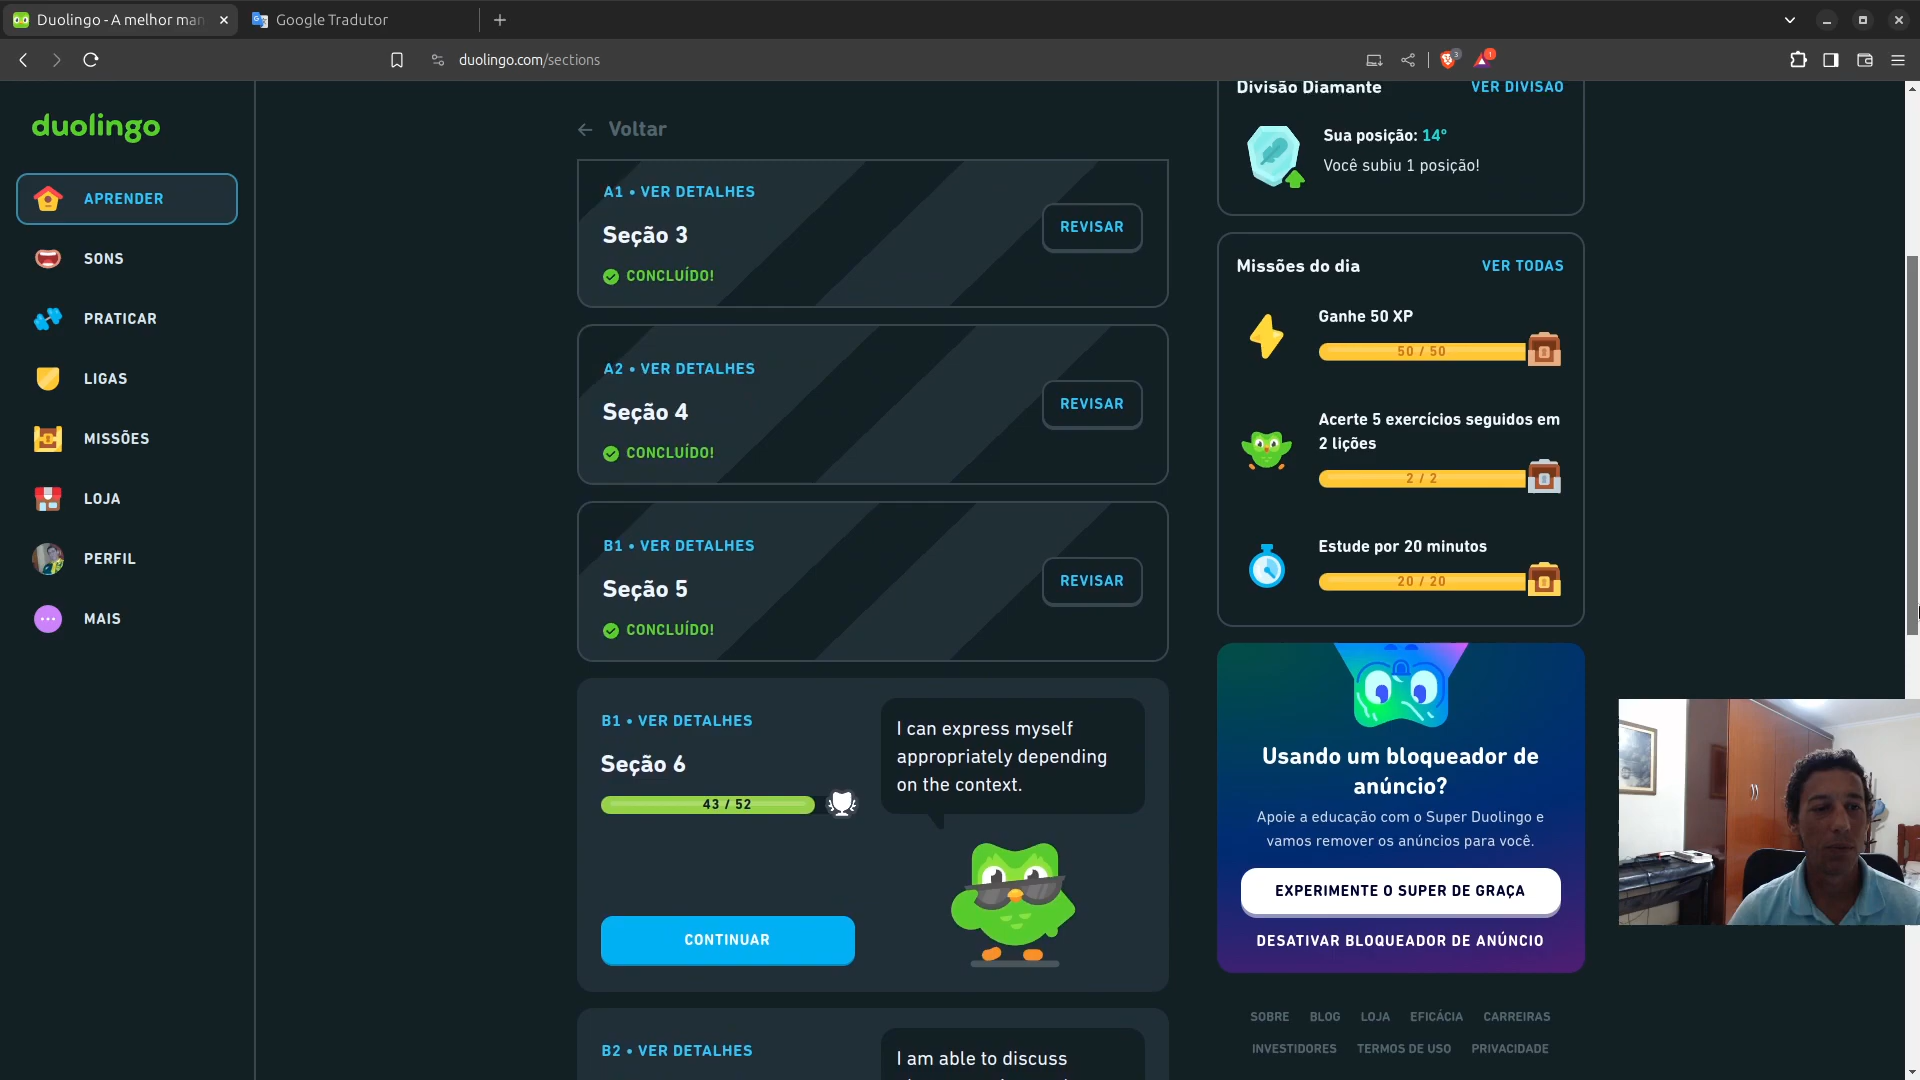 Duolingo - A melhor man
Google Tradutor
duolingo.com/sections
3
1
duolingo
APRENDER
SONS
PRATICAR
LIGAS
MISSÕES
LOJA
PERFIL
MAIS
Voltar
A1 • VER DETALHES
Seção 3
CONCLUÍDO!
REVISAR
A2 • VER DETALHES
Seção 4
CONCLUÍDO!
REVISAR
B1 • VER DETALHES
Seção 5
CONCLUÍDO!
REVISAR
B1 • VER DETALHES
Seção 6
43 / 52
CONTINUAR
I can express myself
appropriately depending
on the context.
B2 • VER DETALHES
I am able to discuss
Divisão Diamante
VER DIVISÃO
Sua posição: 14º
Você subiu 1 posição!
Missões do dia
VER TODAS
Ganhe 50 XP
50 / 50
Acerte 5 exercícios seguidos em
2 lições
2 / 2
Estude por 20 minutos
20 / 20
Usando um bloqueador de
anúncio?
Apoie a educação com o Super Duolingo e
vamos remover os anúncios para você.
EXPERIMENTE O SUPER DE GRAÇA
DESATIVAR BLOQUEADOR DE ANÚNCIO
SOBRE BLOG LOJA EFICÁCIA CARREIRAS
INVESTIDORES TERMOS DE USO PRIVACIDADE